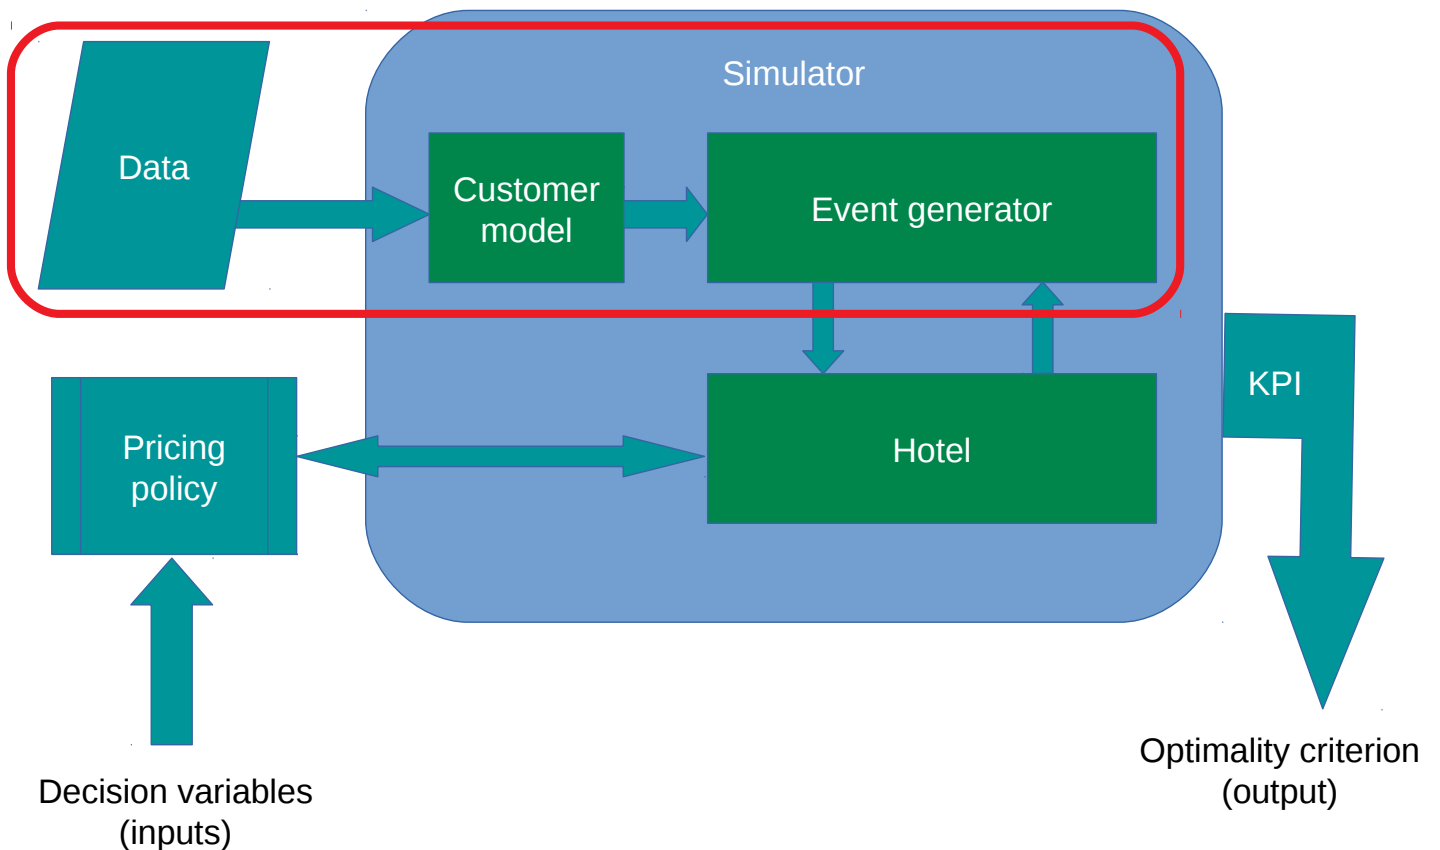 Simulator
Data
Customer
model
Event generator
KPI
Pricing
policy
Hotel
Optimality criterion
(output)
Decision variables
(inputs)